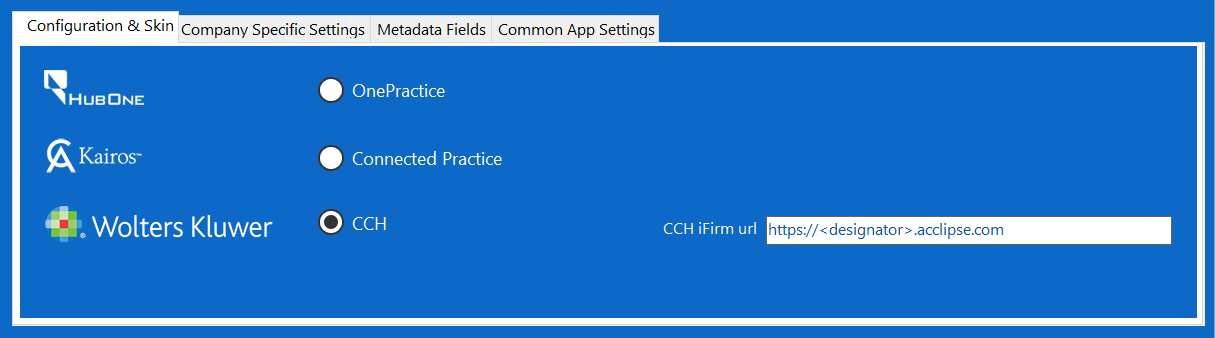 Configuration & Skin Company Specific Settings Metadata Fields Common App Settings
HUBONE OnePractice
Kairos™ Connected Practice
Wolters Kluwer CCH CCH iFirm url https://<designator>.acclipse.com